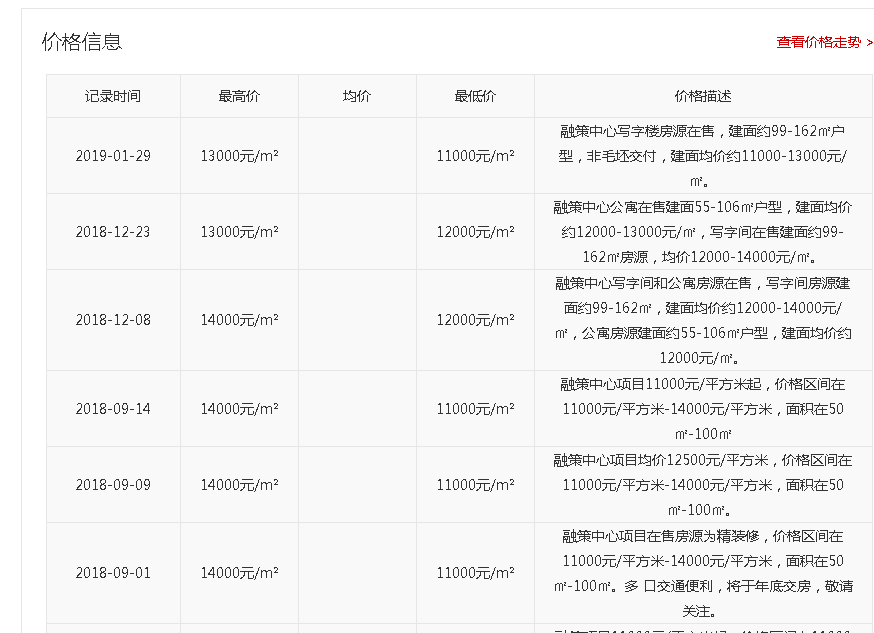 价格信息
查看价格走势 >
记录时间 最高价 均价 最低价 价格描述
融策中心写字楼房源在售，建面约99-162㎡户
2019-01-29 13000元/m² 11000元/m² 型，非毛坯交付，建面均价约11000-13000元/
㎡。
融策中心公寓在售建面55-106㎡户型，建面均价
2018-12-23 13000元/m² 12000元/m² 约12000-13000元/㎡，写字间在售建面约99-
162㎡房源，均价12000-14000元/㎡。
融策中心写字间和公寓房源在售，写字间房源建
面约99-162㎡，建面均价约12000-14000元/
2018-12-08 14000元/m² 12000元/m²
㎡，公寓房源建面约55-106㎡户型，建面均价约
12000元/㎡。
融策中心项目11000元/平方米起，价格区间在
2018-09-14 14000元/m² 11000元/m² 11000元/平方米-14000元/平方米，面积在50
㎡-100㎡
融策中心项目均价12500元/平方米，价格区间在
2018-09-09 14000元/m² 11000元/m² 11000元/平方米-14000元/平方米，面积在50
㎡-100㎡。
融策中心项目在售房源为精装修，价格区间在
11000元/平方米-14000元/平方米，面积在50
2018-09-01 14000元/m² 11000元/m²
㎡-100㎡。多 口交通便利，将于年底交房，敬请
关注。